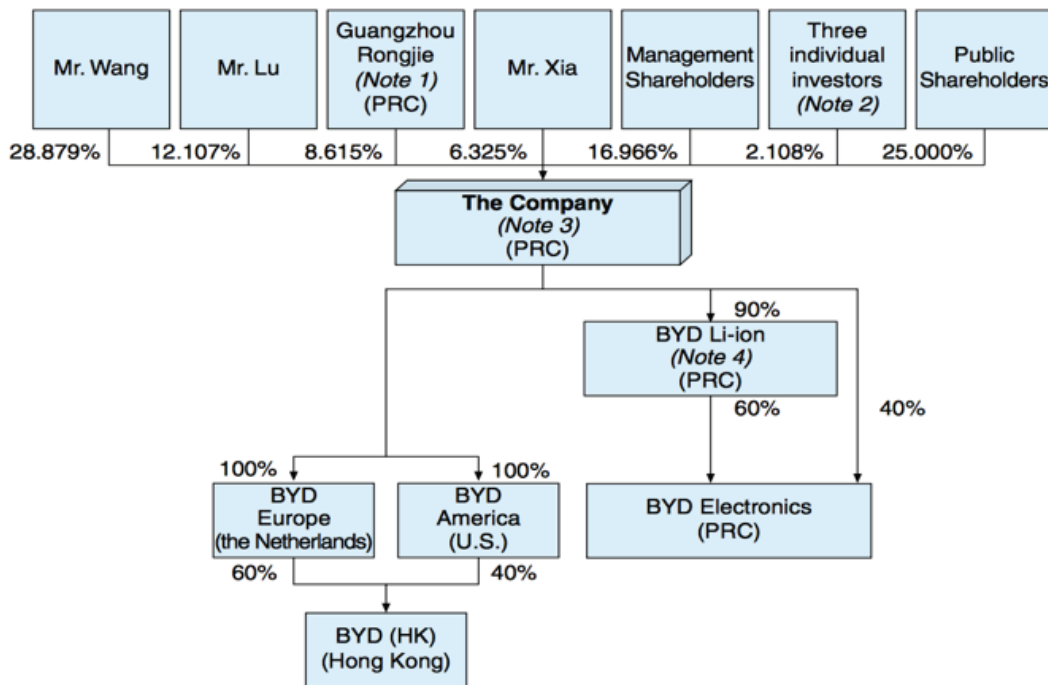 Mr. Wang
Mr. Lu
Guangzhou
Rongjie
(Note 1)
(PRC)
Mr. Xia
Management
Shareholders
Three
individual
investors
(Note 2)
Public
Shareholders
28.879%
12.107%
8.615%
6.325%
16.966%
2.108%
25.000%
The Company
(Note 3)
(PRC)
90%
BYD Li-ion
(Note 4)
(PRC)
60%
40%
100%
100%
BYD
Europe
(the Netherlands)
BYD
America
(U.S.)
BYD Electronics
(PRC)
60%
40%
BYD (HK)
(Hong Kong)